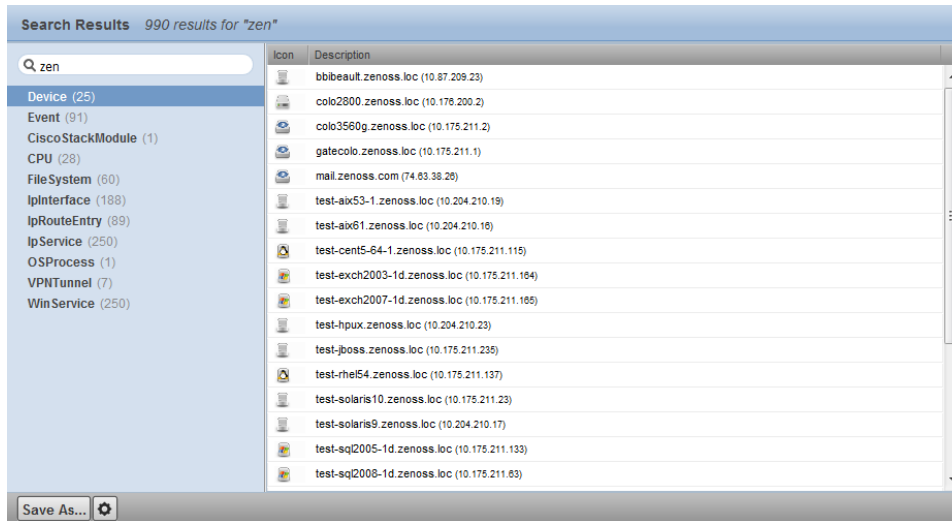 Search Results 990 results for "zen"
zen
Device (25)
Event (91)
CiscoStackModule (1)
CPU (28)
FileSystem (60)
IpInterface (188)
IpRouteEntry (89)
IpService (250)
OSProcess (1)
VPNTunnel (7)
WinService (250)
Icon Description
bbibeault.zenoss.loc (10.87.209.23)
colo2800.zenoss.loc (10.176.200.2)
colo3560g.zenoss.loc (10.175.211.2)
gatecolo.zenoss.loc (10.175.211.1)
mail.zenoss.com (74.63.38.26)
test-aix53-1.zenoss.loc (10.204.210.19)
test-aix61.zenoss.loc (10.204.210.16)
test-cent5-64-1.zenoss.loc (10.175.211.115)
test-exch2003-1d.zenoss.loc (10.175.211.164)
test-exch2007-1d.zenoss.loc (10.175.211.165)
test-hpux.zenoss.loc (10.204.210.23)
test-jboss.zenoss.loc (10.175.211.235)
test-rhel54.zenoss.loc (10.175.211.137)
test-solaris10.zenoss.loc (10.175.211.23)
test-solaris9.zenoss.loc (10.204.210.17)
test-sql2005-1d.zenoss.loc (10.175.211.133)
test-sql2008-1d.zenoss.loc (10.175.211.63)
Save As...